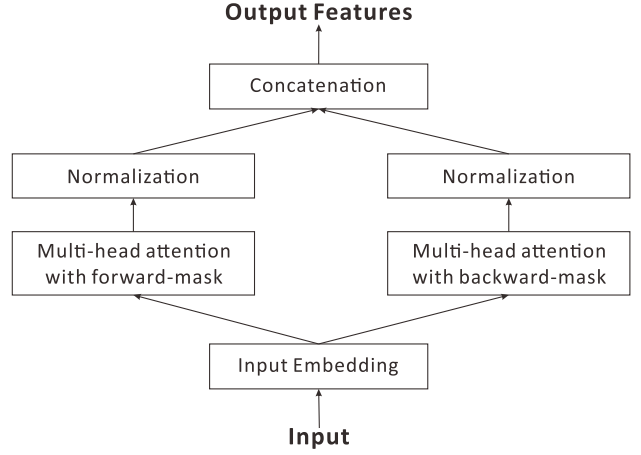 Output Features
Concatenation
Normalization
Normalization
Multi-head attention
with forward-mask
Multi-head attention
with backward-mask
Input Embedding
Input